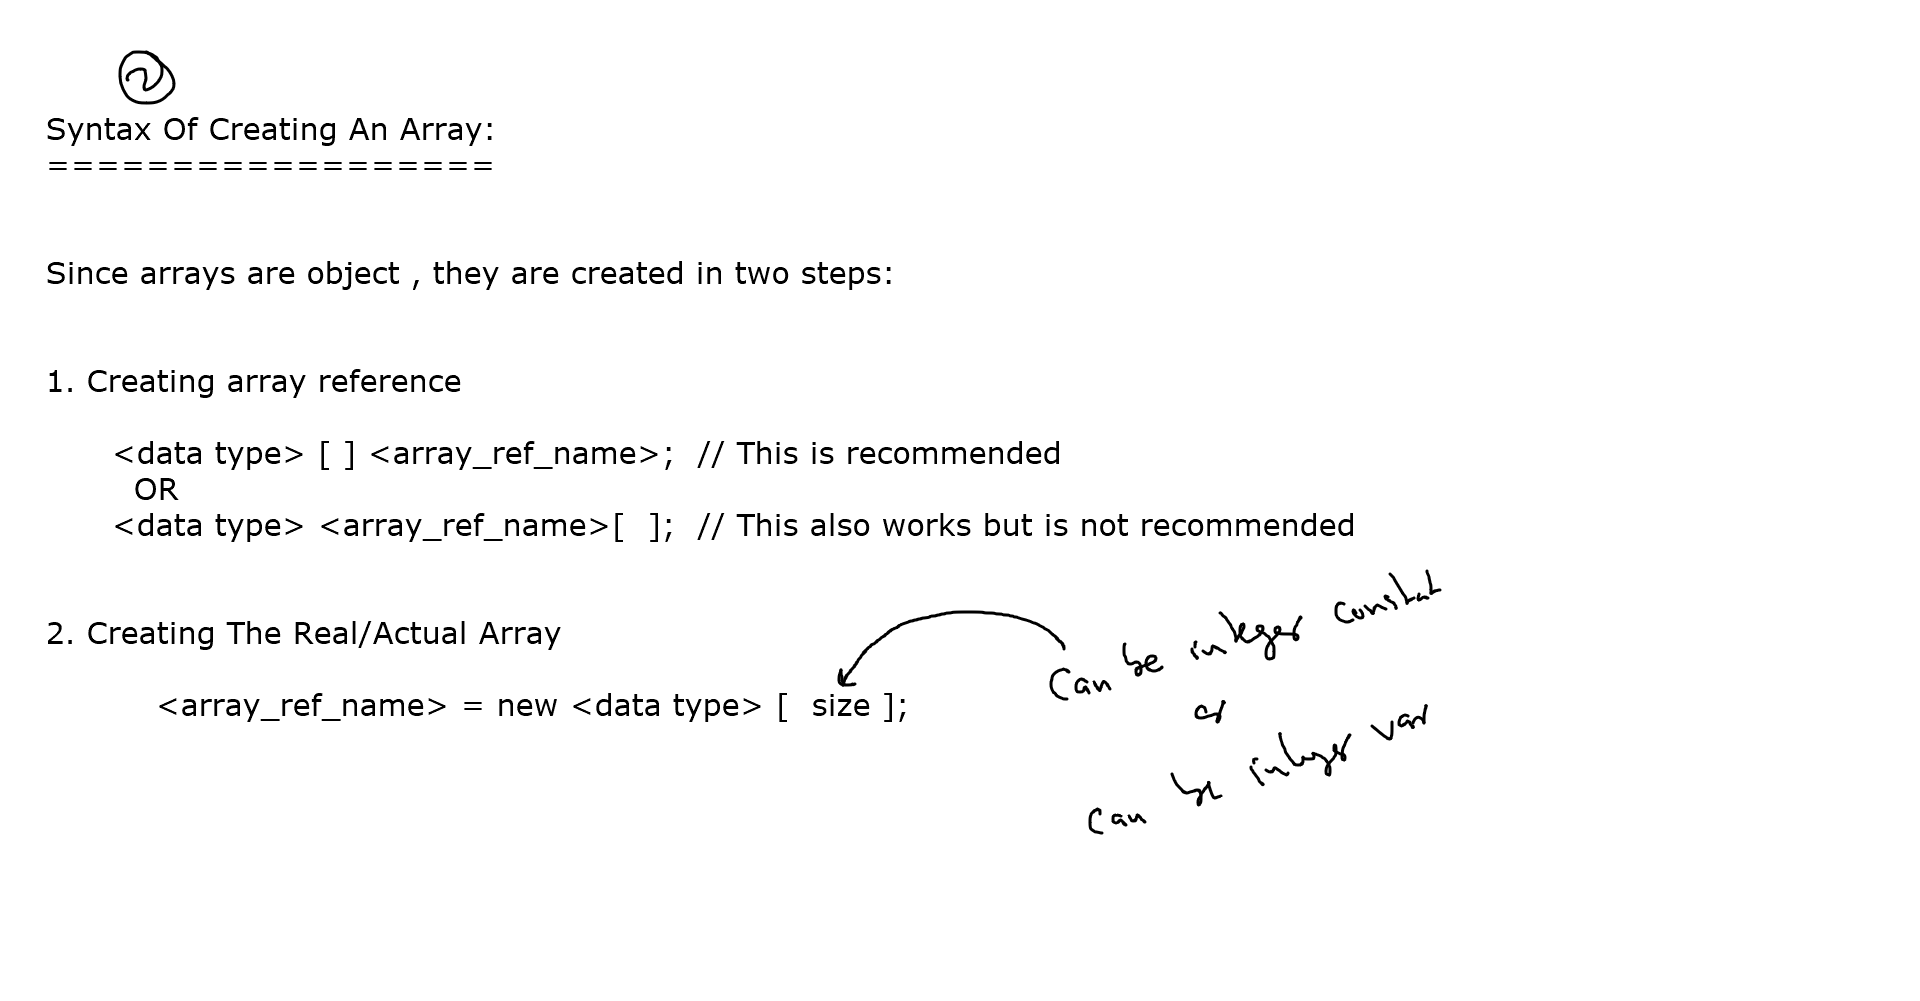 2
Syntax Of Creating An Array:
==================
Since arrays are object , they are created in two steps:
1. Creating array reference
<data type> [ ] <array_ref_name>; // This is recommended
OR
<data type> <array_ref_name>[ ]; // This also works but is not recommended
2. Creating The Real/Actual Array
<array_ref_name> = new <data type> [ size ];
Can be integer constat
or
Can be integer var